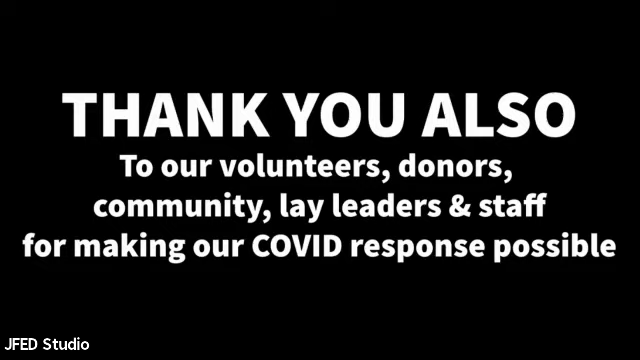 THANK YOU ALSO
To our volunteers, donors,
community, lay leaders & staff
for making our COVID response possible
JFED Studio